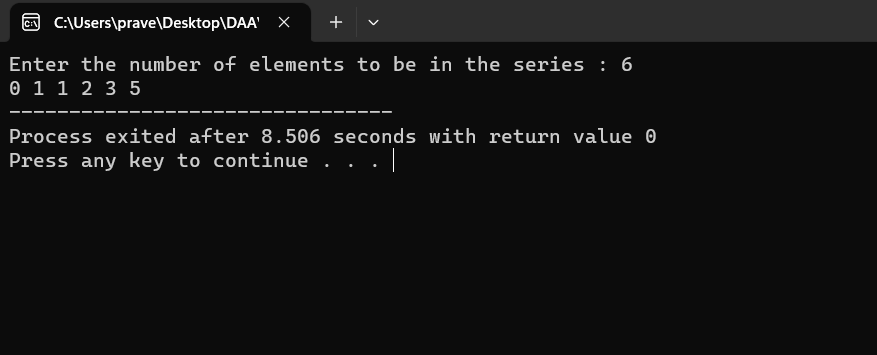 C:\Users\prave\Desktop\DAA\
Enter the number of elements to be in the series : 6
0 1 1 2 3 5
--------------------------------
Process exited after 8.506 seconds with return value 0
Press any key to continue . . .